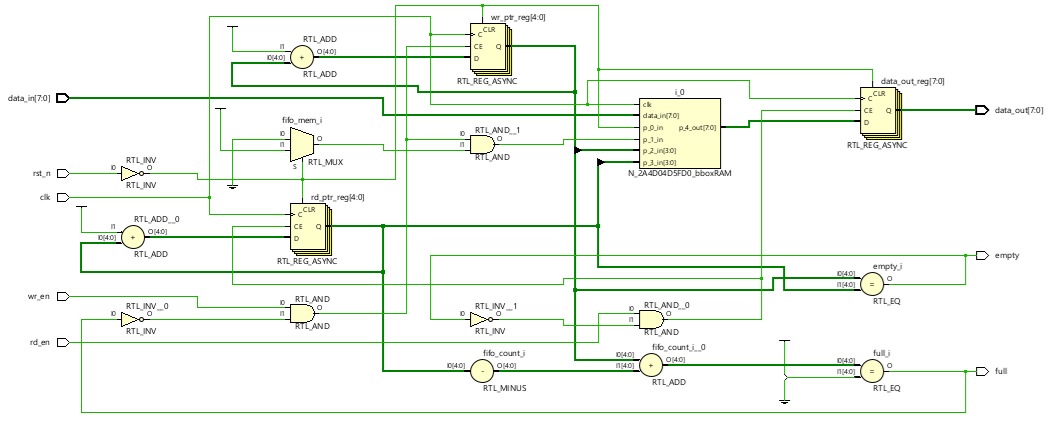 wr_ptr_reg[4:0]
CLR
C
CE
Q
D
RTL_REG_ASYNC
RTL_ADD
I1
I0[4:0]
+
O[4:0]
RTL_ADD
data_in[7:0]
i_0
clk
data_in[7:0]
p_0_in
p_1_in
p_2_in[3:0]
p_3_in[3:0]
p_4_out[7:0]
N_2A4D04D5FD0_bboxRAM
data_out_reg[7:0]
CLR
C
CE
Q
D
RTL_REG_ASYNC
data_out[7:0]
fifo_mem_i
I0
I1
O
S
RTL_MUX
RTL_AND__1
I0
I1
O
RTL_AND
rst_n
RTL_INV
I0
O
RTL_INV
clk
rd_ptr_reg[4:0]
CLR
C
CE
Q
D
RTL_REG_ASYNC
RTL_ADD__0
I1
I0[4:0]
+
O[4:0]
RTL_ADD
empty
empty_i
I0[4:0]
I1[4:0]
=
O
RTL_EQ
wr_en
RTL_INV__0
I0
O
RTL_INV
RTL_AND
I0
I1
O
RTL_AND
RTL_INV__1
I0
O
RTL_INV
RTL_AND__0
I0
I1
O
RTL_AND
rd_en
fifo_count_i
I0[4:0]
-
O[4:0]
RTL_MINUS
fifo_count_i__0
I0[4:0]
I1[4:0]
+
O[4:0]
RTL_ADD
full_i
I0[4:0]
I1[4:0]
=
O
RTL_EQ
full